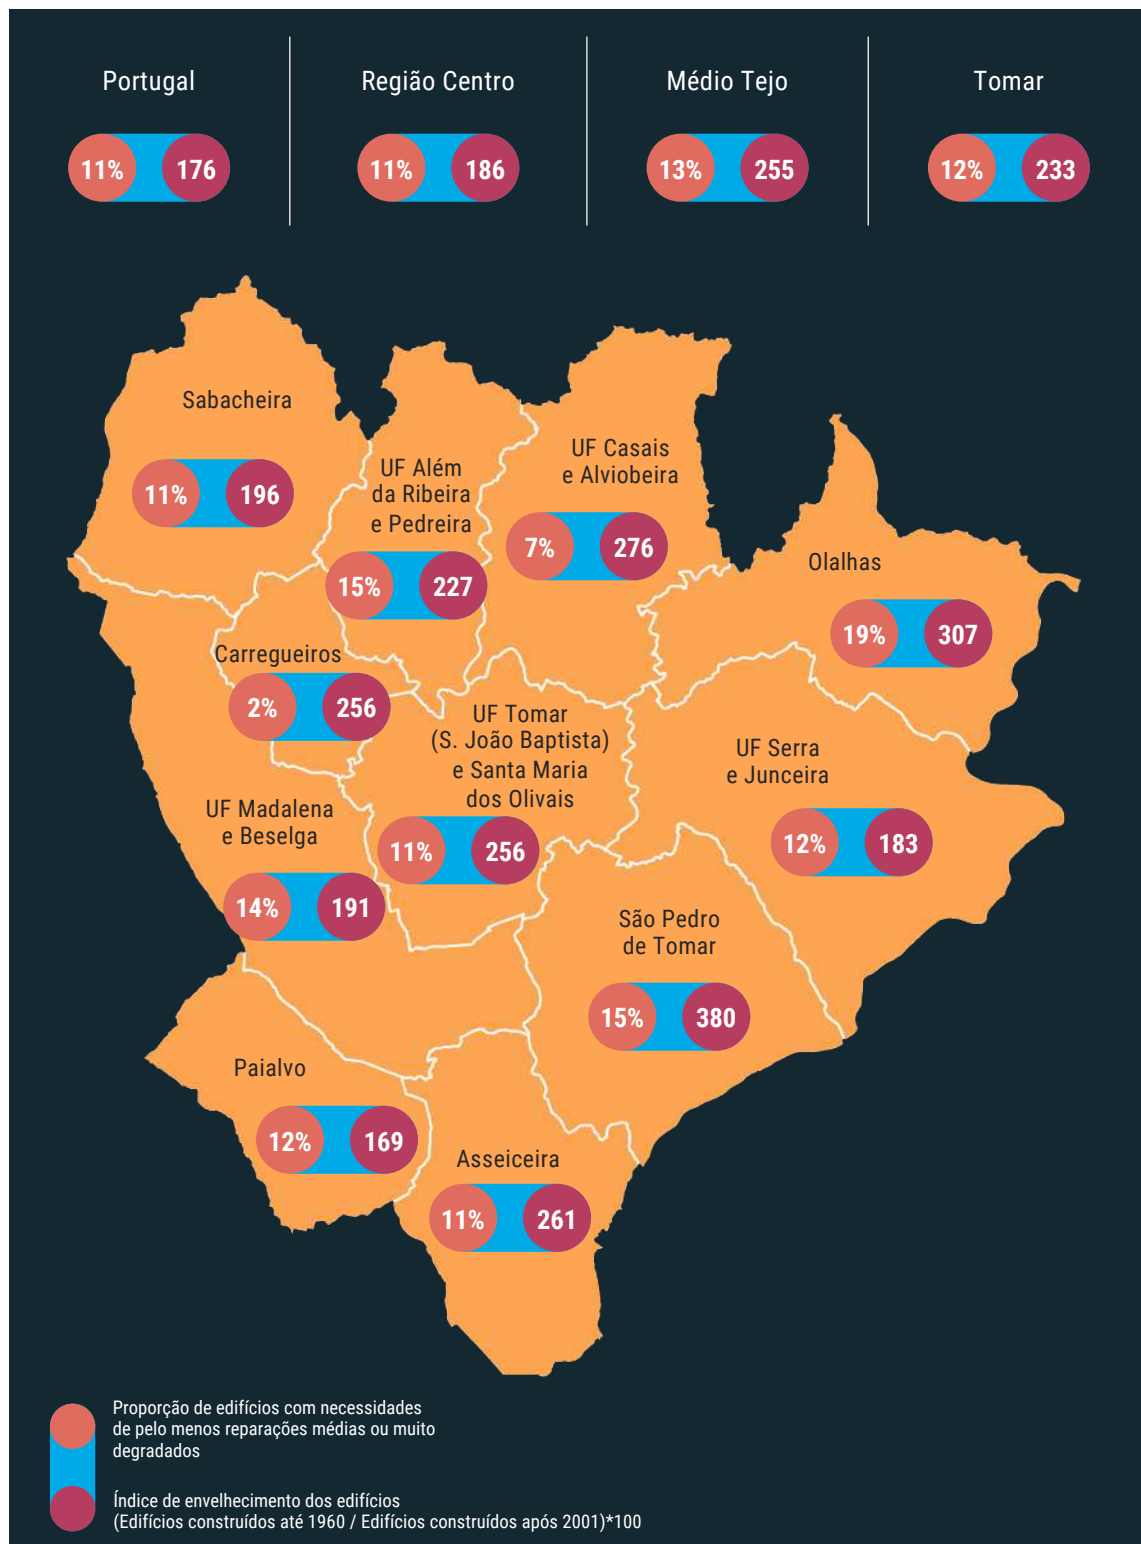 Portugal
Região Centro
Médio Tejo
Tomar
11%
176
11%
186
13%
255
12%
233
Sabacheira
11%
196
UF Além
da Ribeira
e Pedreira
15%
227
UF Casais
e Alviobeira
7%
276
Olalhas
19%
307
Carregueiros
2%
256
UF Tomar
(S. João Baptista)
e Santa Maria
dos Olivais
11%
256
UF Serra
e Junceira
12%
183
UF Madalena
e Beselga
14%
191
São Pedro
de Tomar
15%
380
Paialvo
12%
169
Asseiceira
11%
261
Proporção de edifícios com necessidades
de pelo menos reparações médias ou muito
degradados
Índice de envelhecimento dos edifícios
(Edifícios construídos até 1960 / Edifícios construídos após 2001)*100